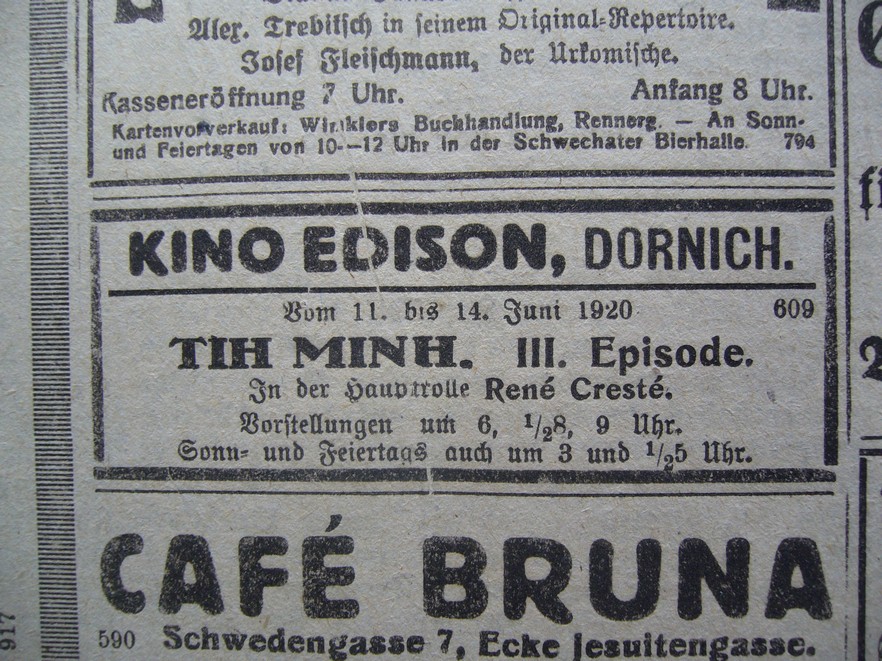 Alex. Trebitsch in seinem Original-Repertoire.
Josef Fleischmann, der Urkomische.
Kasseneröffnung 7 Uhr. Anfang 8 Uhr.
Kartenvorverkauf: Winklers Buchhandlung, Rennerg. — An Sonn-
und Feiertagen von 10--12 Uhr in der Schwechater Bierhalle. 794
KINO EDISON, DORNICH.
Vom 11. bis 14. Juni 1920 609
TIH MINH. III. Episode.
In der Hauptrolle René Cresté.
Vorstellungen um 6, 1/28, 9 Uhr.
Sonn- und Feiertags auch um 3 und 1/25 Uhr.
CAFÉ BRUNA
590 Schwedengasse 7, Ecke Jesuitengasse.
917